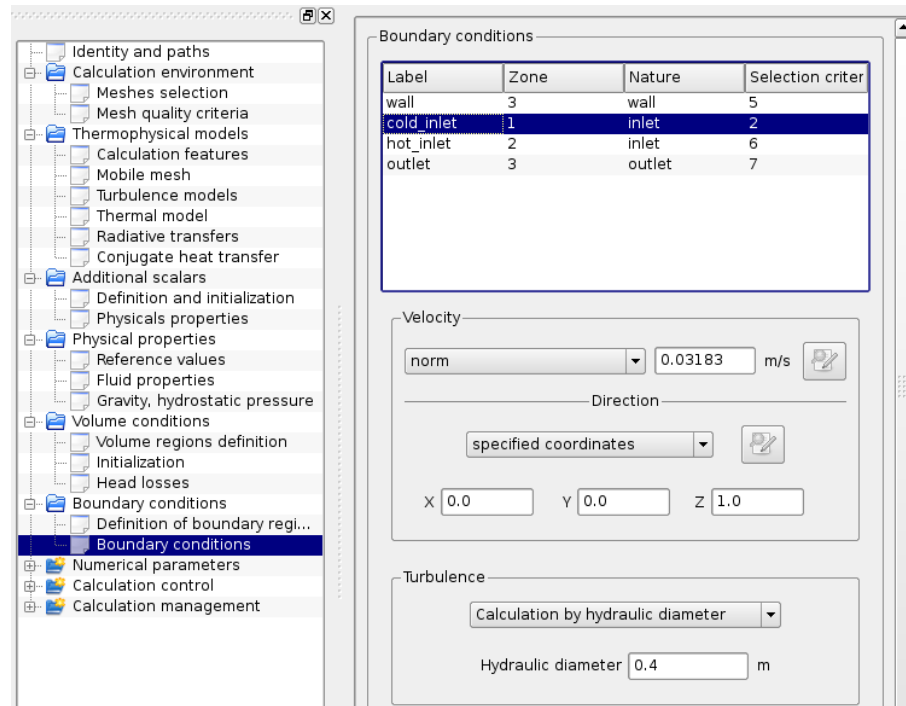 Identity and paths
Calculation environment
Meshes selection
Mesh quality criteria
Thermophysical models
Calculation features
Mobile mesh
Turbulence models
Thermal model
Radiative transfers
Conjugate heat transfer
Additional scalars
Definition and initialization
Physicals properties
Physical properties
Reference values
Fluid properties
Gravity, hydrostatic pressure
Volume conditions
Volume regions definition
Initialization
Head losses
Boundary conditions
Definition of boundary regi...
Boundary conditions
Numerical parameters
Calculation control
Calculation management
Boundary conditions
Label Zone Nature Selection criter
wall 3 wall 5
cold_inlet 1 inlet 2
hot_inlet 2 inlet 6
outlet 3 outlet 7
Velocity
norm 0.03183 m/s
Direction
specified coordinates
X 0.0 Y 0.0 Z 1.0
Turbulence
Calculation by hydraulic diameter
Hydraulic diameter 0.4 m